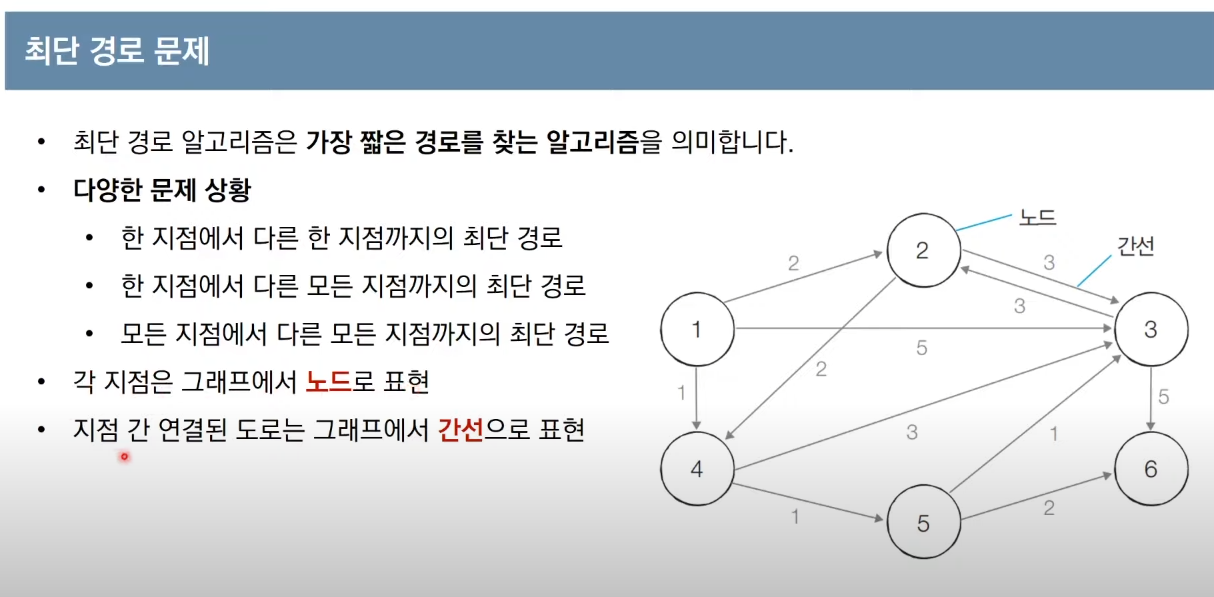 최단 경로 문제
• 최단 경로 알고리즘은 가장 짧은 경로를 찾는 알고리즘을 의미합니다.
• 다양한 문제 상황
• 한 지점에서 다른 한 지점까지의 최단 경로
• 한 지점에서 다른 모든 지점까지의 최단 경로
• 모든 지점에서 다른 모든 지점까지의 최단 경로
• 각 지점은 그래프에서 노드로 표현
• 지점 간 연결된 도로는 그래프에서 간선으로 표현
노드
간선
2
2
3
3
1
3
5
2
1
5
3
1
4
6
1
5
2